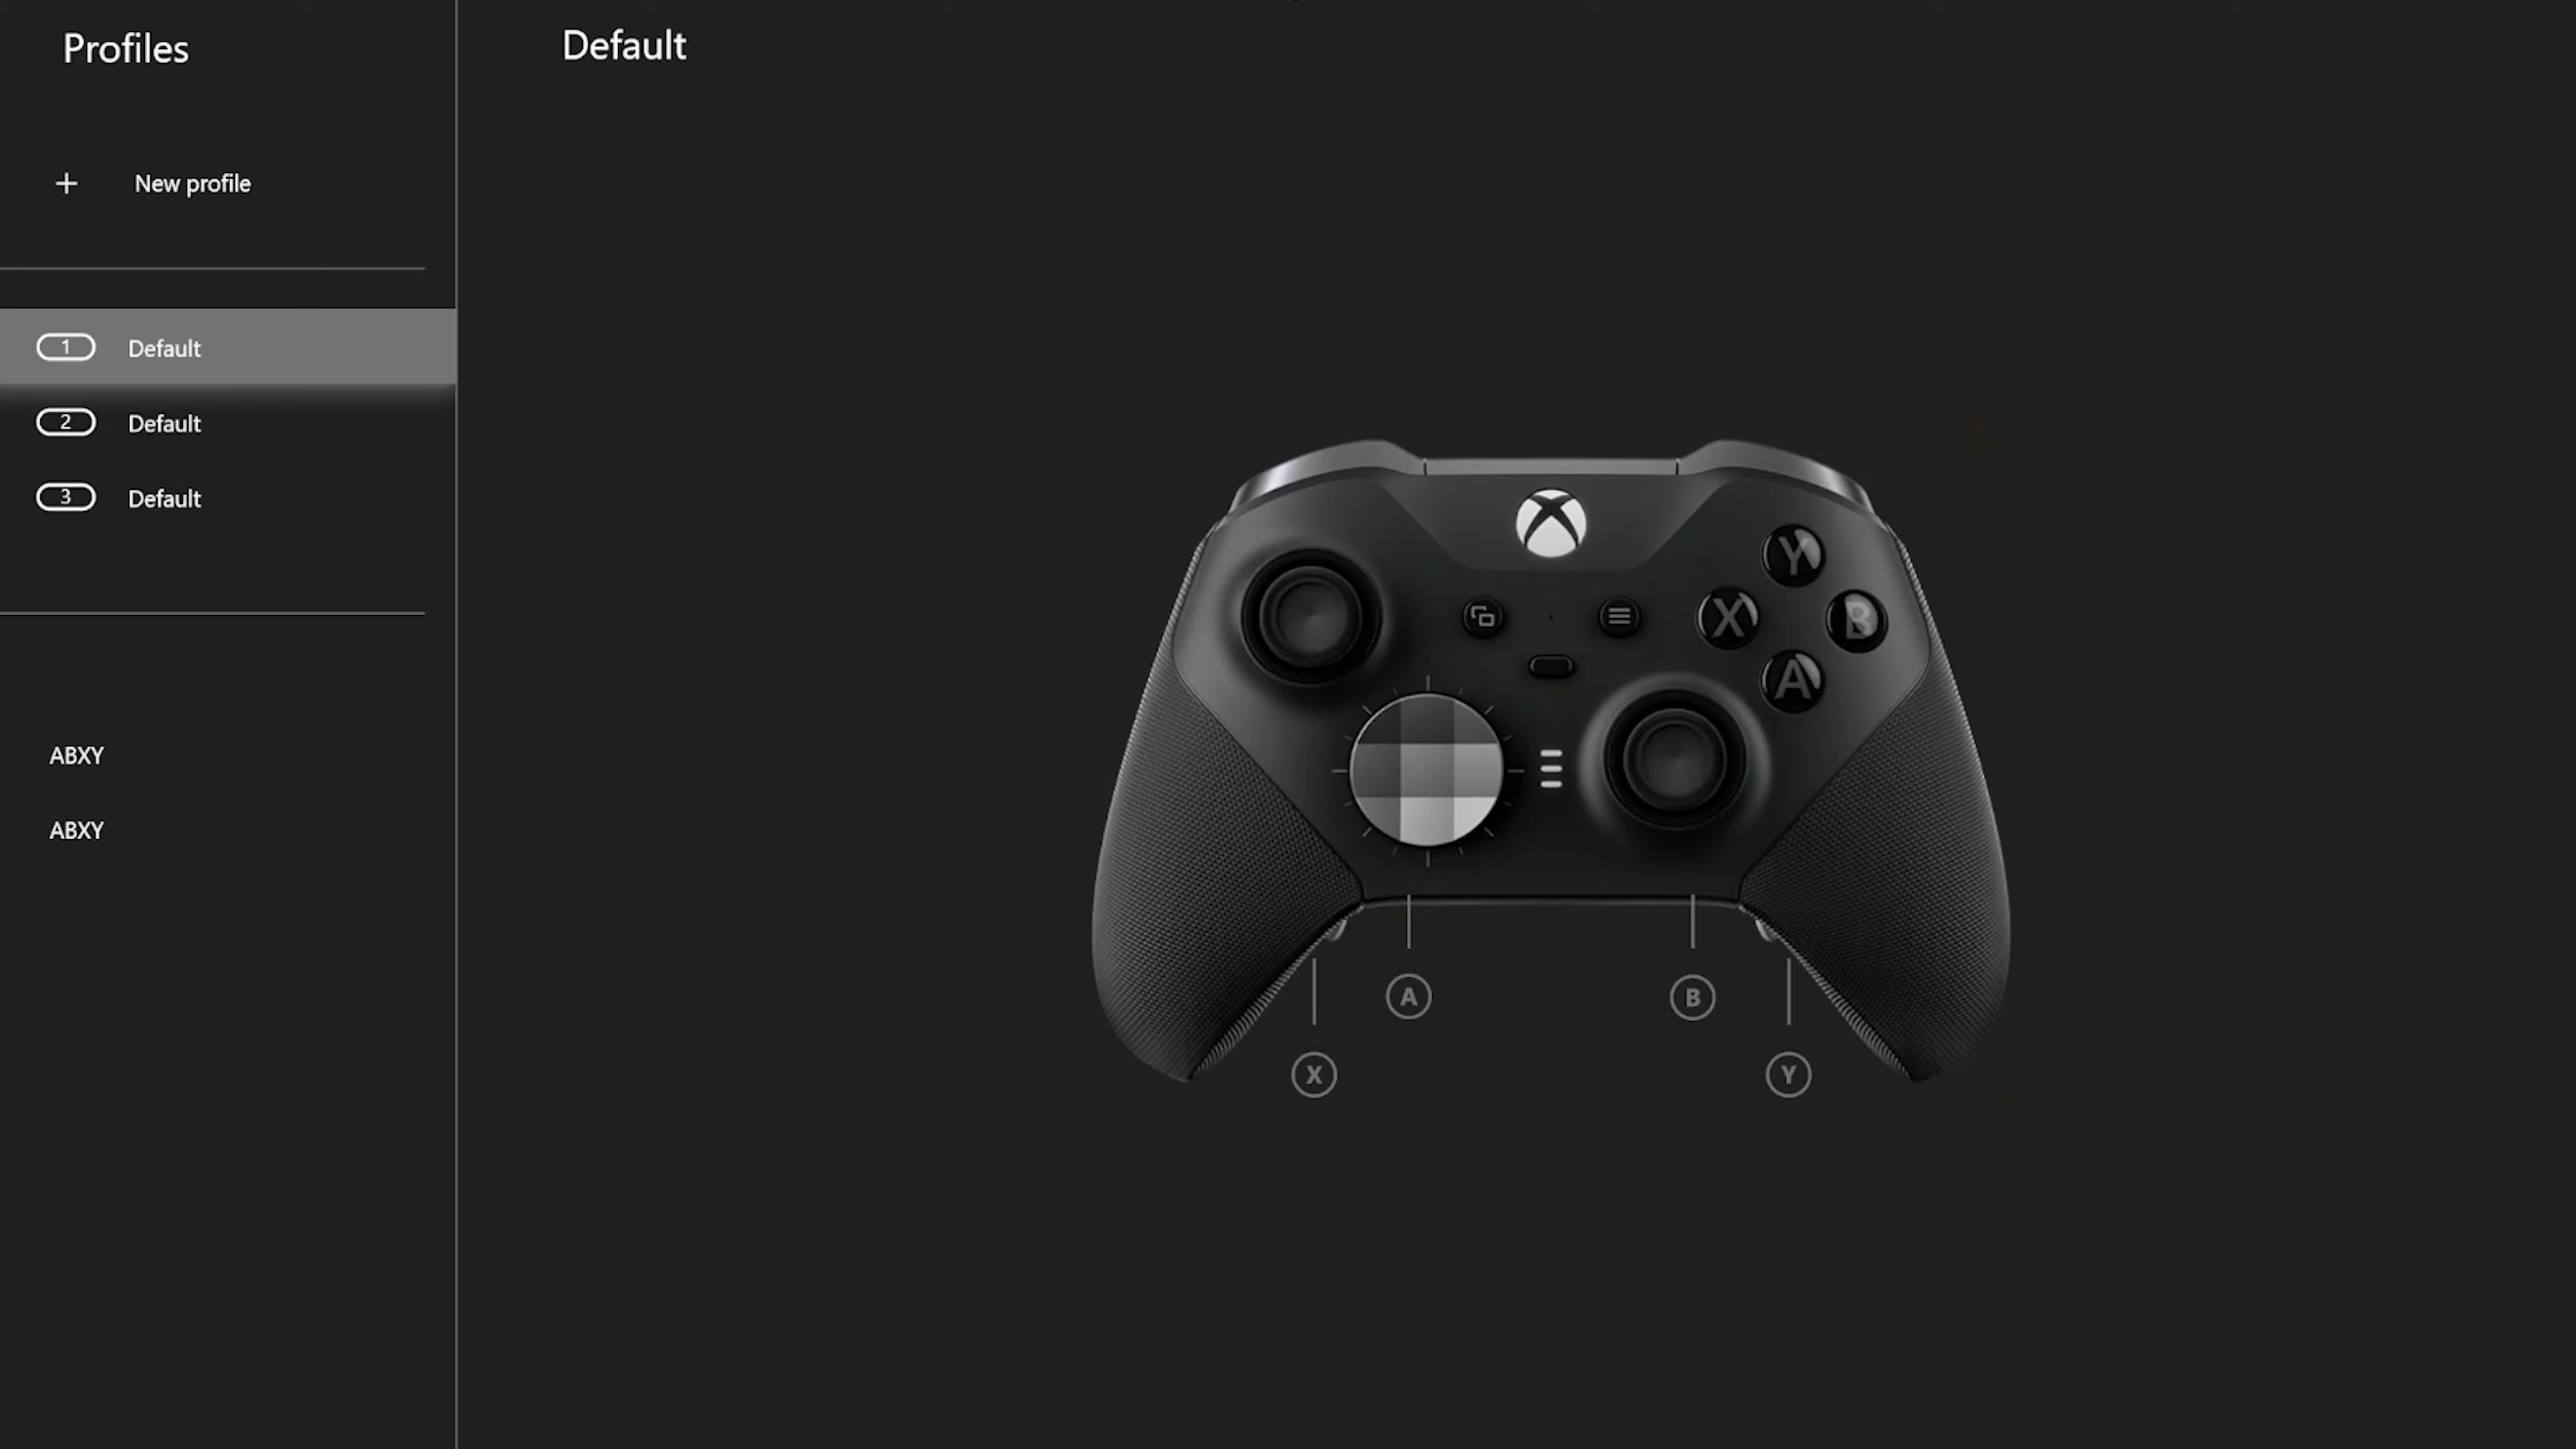 Profiles
Default
+ New profile
1 Default
2 Default
3 Default
ABXY
ABXY
Y
X B
A
A B
X Y